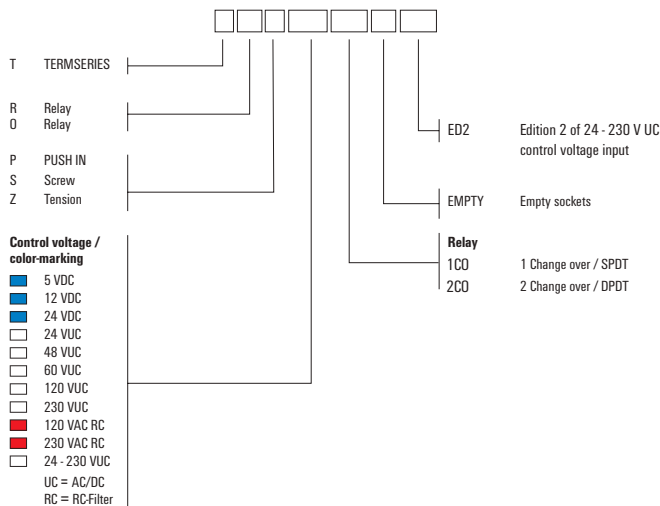 T TERMSERIES
R Relay
O Relay
P PUSH IN
S Screw
Z Tension
Control voltage /
color-marking
5 VDC
12 VDC
24 VDC
24 VUC
48 VUC
60 VUC
120 VUC
230 VUC
120 VAC RC
230 VAC RC
24 - 230 VUC
UC = AC/DC
RC = RC-Filter
ED2 Edition 2 of 24 - 230 V UC
control voltage input
EMPTY Empty sockets
Relay
1CO 1 Change over / SPDT
2CO 2 Change over / DPDT